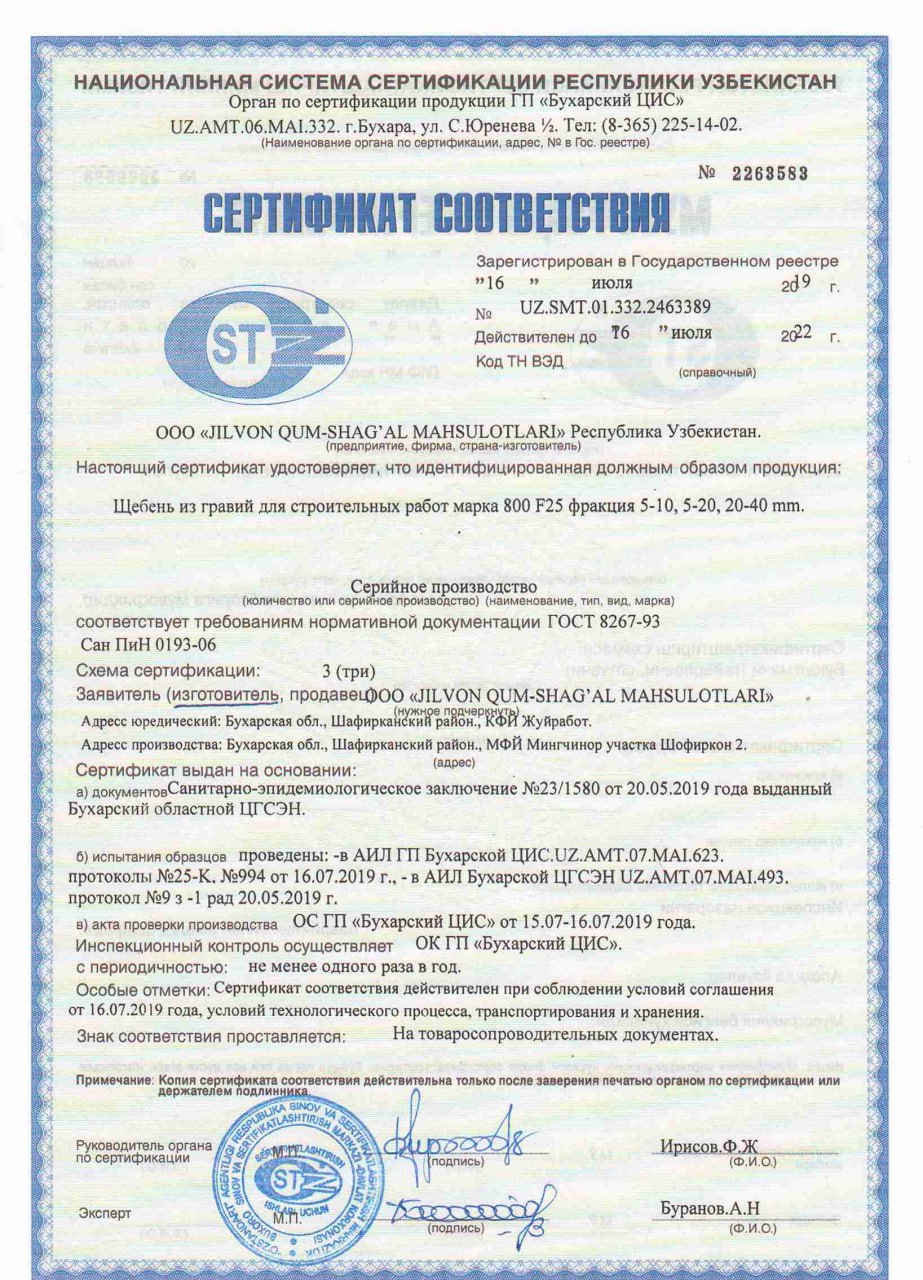 НАЦИОНАЛЬНАЯ СИСТЕМА СЕРТИФИКАЦИИ РЕСПУБЛИКИ УЗБЕКИСТАН
Орган по сертификации продукции ГП «Бухарский ЦИС»
UZ.AMT.06.MAI.332. г.Бухара, ул. С.Юренева ½. Тел: (8-365) 225-14-02.
(Наименование органа по сертификации, адрес, № в Гос. реестре)
№ 2263583
СЕРТИФИКАТ СООТВЕТСТВИЯ
Зарегистрирован в Государственном реестре
"16 " июля 2019 г.
№ UZ.SMT.01.332.2463389
Действителен до "16 " июля 2022 г.
Код ТН ВЭД
(справочный)
ST
ООО «JILVON QUM-SHAG'AL MAHSULOTLARI» Республика Узбекистан.
(предприятие, фирма, страна-изготовитель)
Настоящий сертификат удостоверяет, что идентифицированная должным образом продукция:
Щебень из гравий для строительных работ марка 800 F25 фракция 5-10, 5-20, 20-40 mm.
Серийное производство
(количество или серийное производство) (наименование, тип, вид, марка)
соответствует требованиям нормативной документации ГОСТ 8267-93
Сан ПиН 0193-06
Схема сертификации: 3 (три)
Заявитель (изготовитель, продавец) ООО «JILVON QUM-SHAG'AL MAHSULOTLARI»
(нужное подчеркнуть)
Адресс юридический: Бухарская обл., Шафирканский район., КФЙ Жуйработ.
Адресс производства: Бухарская обл., Шафирканский район., МФЙ Мингчинор участка Шофиркон 2.
(адрес)
Сертификат выдан на основании:
а) документов Санитарно-эпидемиологическое заключение №23/1580 от 20.05.2019 года выданный
Бухарский областной ЦГСЭН.
б) испытания образцов проведены: -в АИЛ ГП Бухарской ЦИС.UZ.AMT.07.MAI.623.
протоколы №25-K, №994 от 16.07.2019 г., - в АИЛ Бухарской ЦГСЭН UZ.AMT.07.MAI.493.
протокол №9 з -1 рад 20.05.2019 г.
в) акта проверки производства ОС ГП «Бухарский ЦИС» от 15.07-16.07.2019 года.
Инспекционный контроль осуществляет ОК ГП «Бухарский ЦИС».
с периодичностью: не менее одного раза в год.
Особые отметки: Сертификат соответствия действителен при соблюдении условий соглашения
от 16.07.2019 года, условий технологического процесса, транспортирования и хранения.
Знак соответствия проставляется: На товаросопроводительных документах.
Примечание: Копия сертификата соответствия действительна только после заверения печатью органом по сертификации или
держателем подлинника.
Руководитель органа
по сертификации
М.П.
(подпись)
Ирисов.Ф.Ж
(Ф.И.О.)
Эксперт
М.П.
(подпись)
Буранов.А.Н
(Ф.И.О.)
SERTIFIKATLASHTIRISH
ST
ISHLARI UCHUN